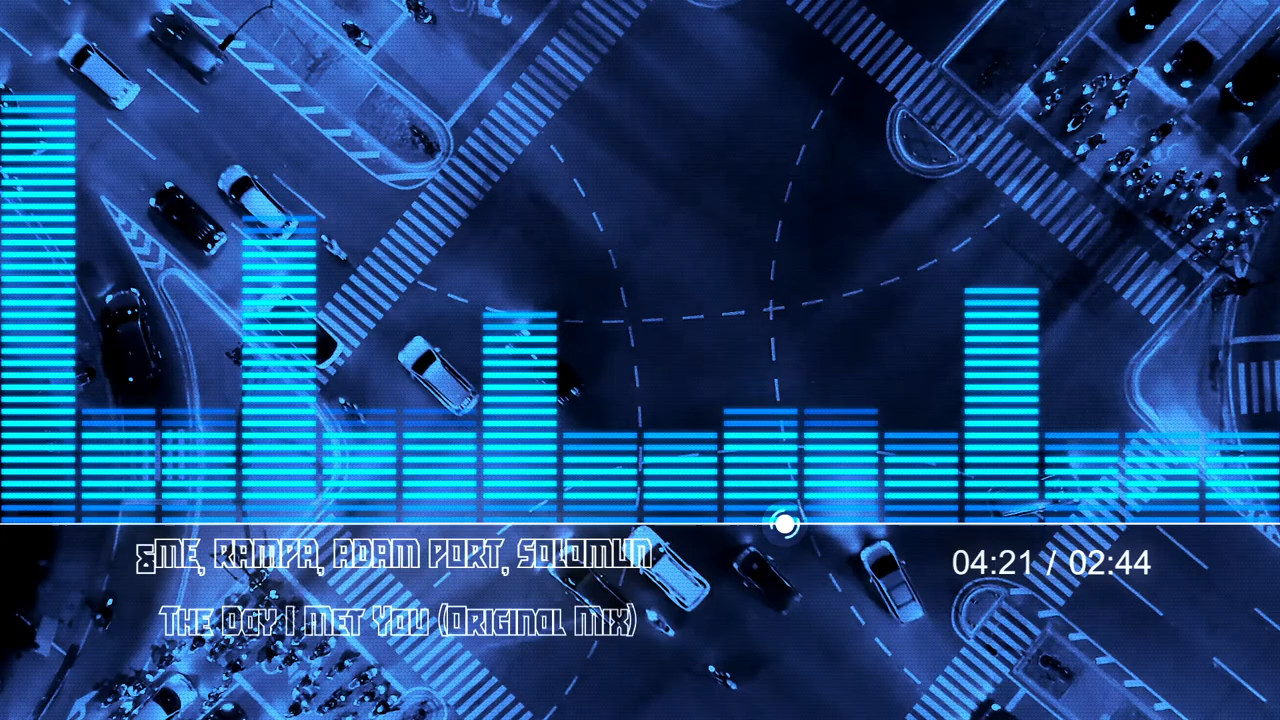 &ME, RAMPA, ADAM PORT, SOLOMUN
04:21 / 02:44
The Day I Met You (Original Mix)